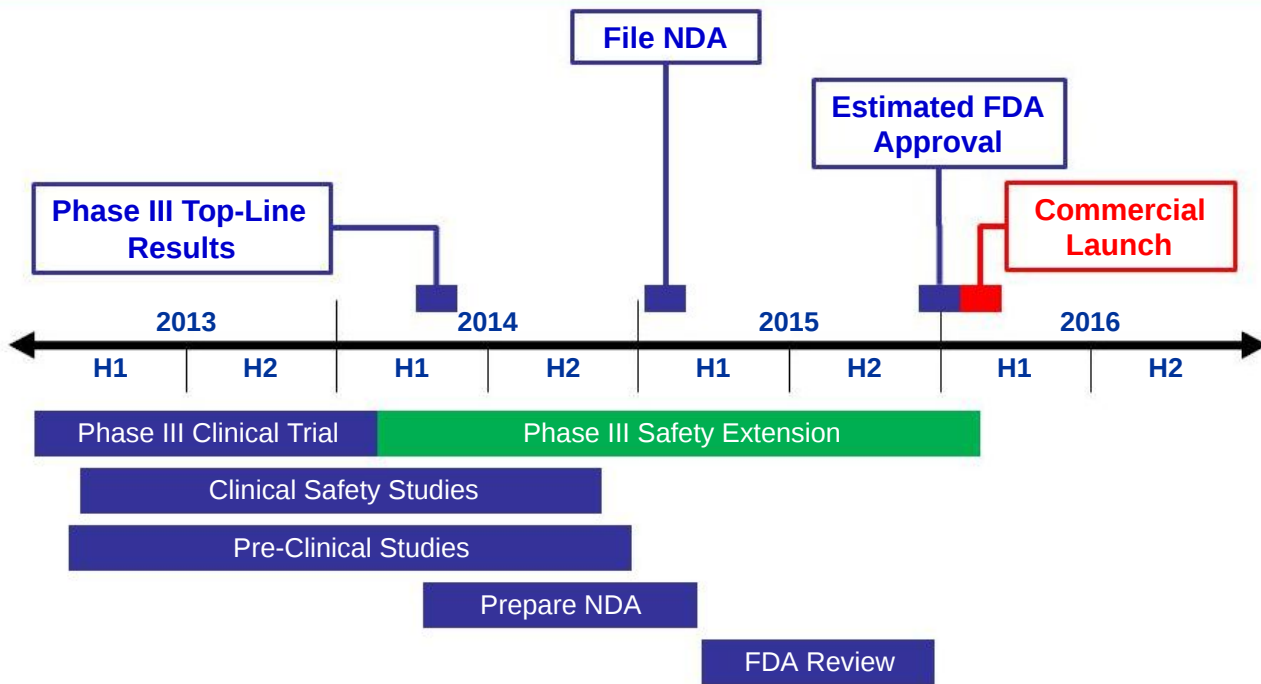 File NDA
Estimated FDA
Approval
Phase III Top-Line
Results
Commercial
Launch
2013 2014 2015 2016
H1 H2 H1 H2 H1 H2 H1 H2
Phase III Clinical Trial Phase III Safety Extension
Clinical Safety Studies
Pre-Clinical Studies
Prepare NDA
FDA Review